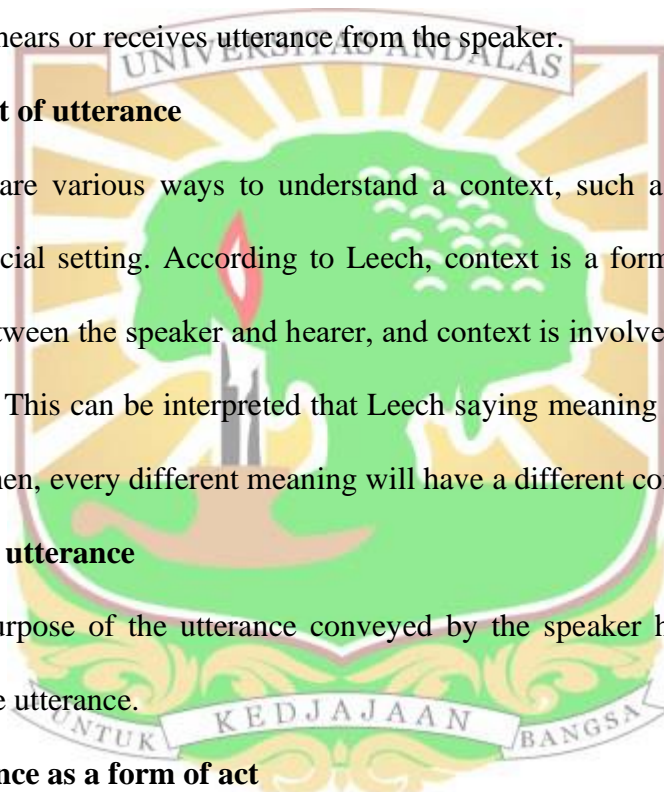 hears or receives utterance from the speaker.
UNIVERSITAS ANDALAS
t of utterance
are various ways to understand a context, such a
cial setting. According to Leech, context is a form
tween the speaker and hearer, and context is involve
This can be interpreted that Leech saying meaning
en, every different meaning will have a different co
utterance
urpose of the utterance conveyed by the speaker h
e utterance.
UNTUK KEDJAJAAN BANGSA
nce as a form of act